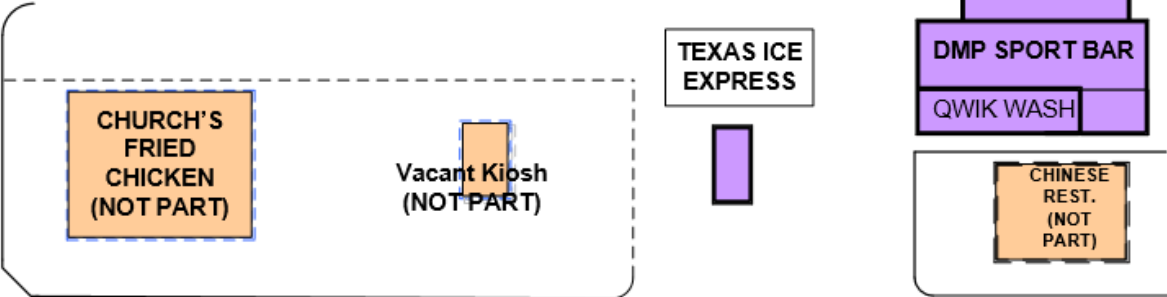 CHURCH'S
FRIED
CHICKEN
(NOT PART)
Vacant Kiosh
(NOT PART)
TEXAS ICE
EXPRESS
DMP SPORT BAR
QWIK WASH
CHINESE
REST.
(NOT
PART)